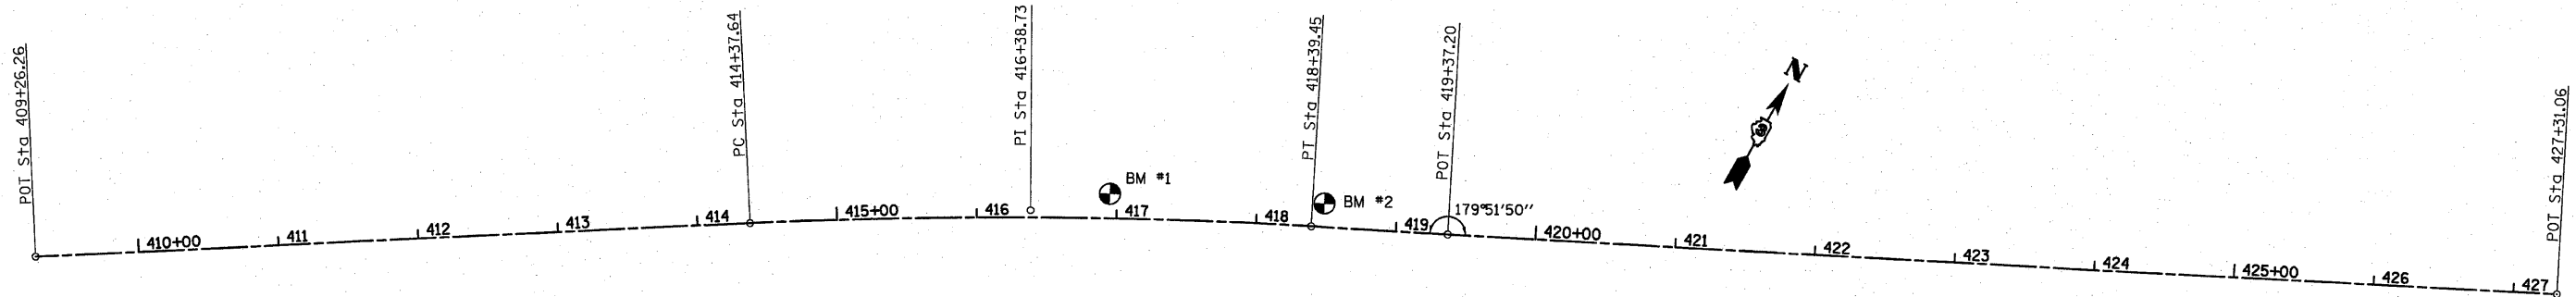 POT Sta 409+26.26
PC Sta 414+37.64
PI Sta 416+38.73
PT Sta 418+39.45
POT Sta 419+37.20
POT Sta 427+31.06
N
BM #1
BM #2
179°51'50''
410+00
411
412
413
414
415+00
416
417
418
419
420+00
421
422
423
424
425+00
426
427